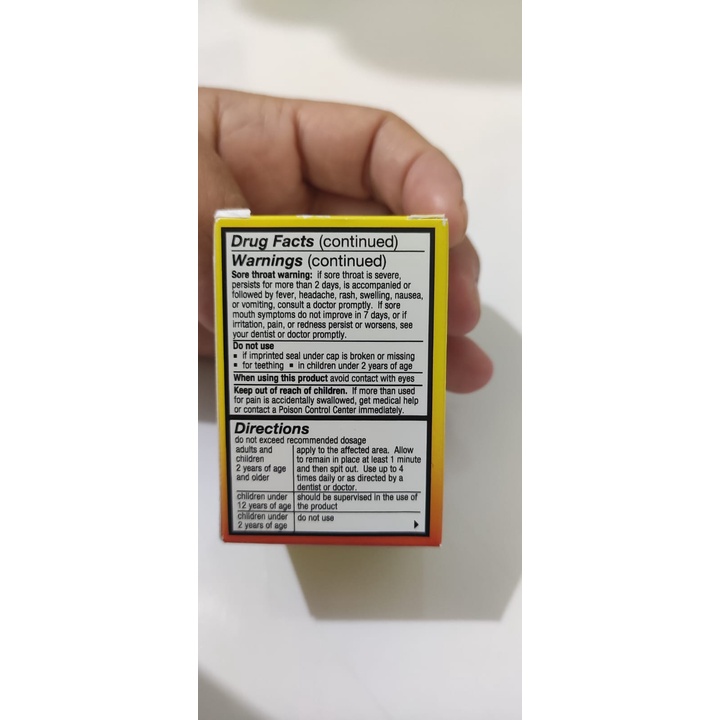 Drug Facts (continued)
Warnings (continued)
Sore throat warning: if sore throat is severe,
persists for more than 2 days, is accompanied or
followed by fever, headache, rash, swelling, nausea,
or vomiting, consult a doctor promptly. If sore
mouth symptoms do not improve in 7 days, or if
irritation, pain, or redness persist or worsens, see
your dentist or doctor promptly.
Do not use
▪ if imprinted seal under cap is broken or missing
▪ for teething ▪ in children under 2 years of age
When using this product avoid contact with eyes
Keep out of reach of children. If more than used
for pain is accidentally swallowed, get medical help
or contact a Poison Control Center immediately.
Directions
do not exceed recommended dosage
adults and
children
2 years of age
and older
apply to the affected area. Allow
to remain in place at least 1 minute
and then spit out. Use up to 4
times daily or as directed by a
dentist or doctor.
children under
12 years of age
should be supervised in the use of
the product
children under
2 years of age
do not use